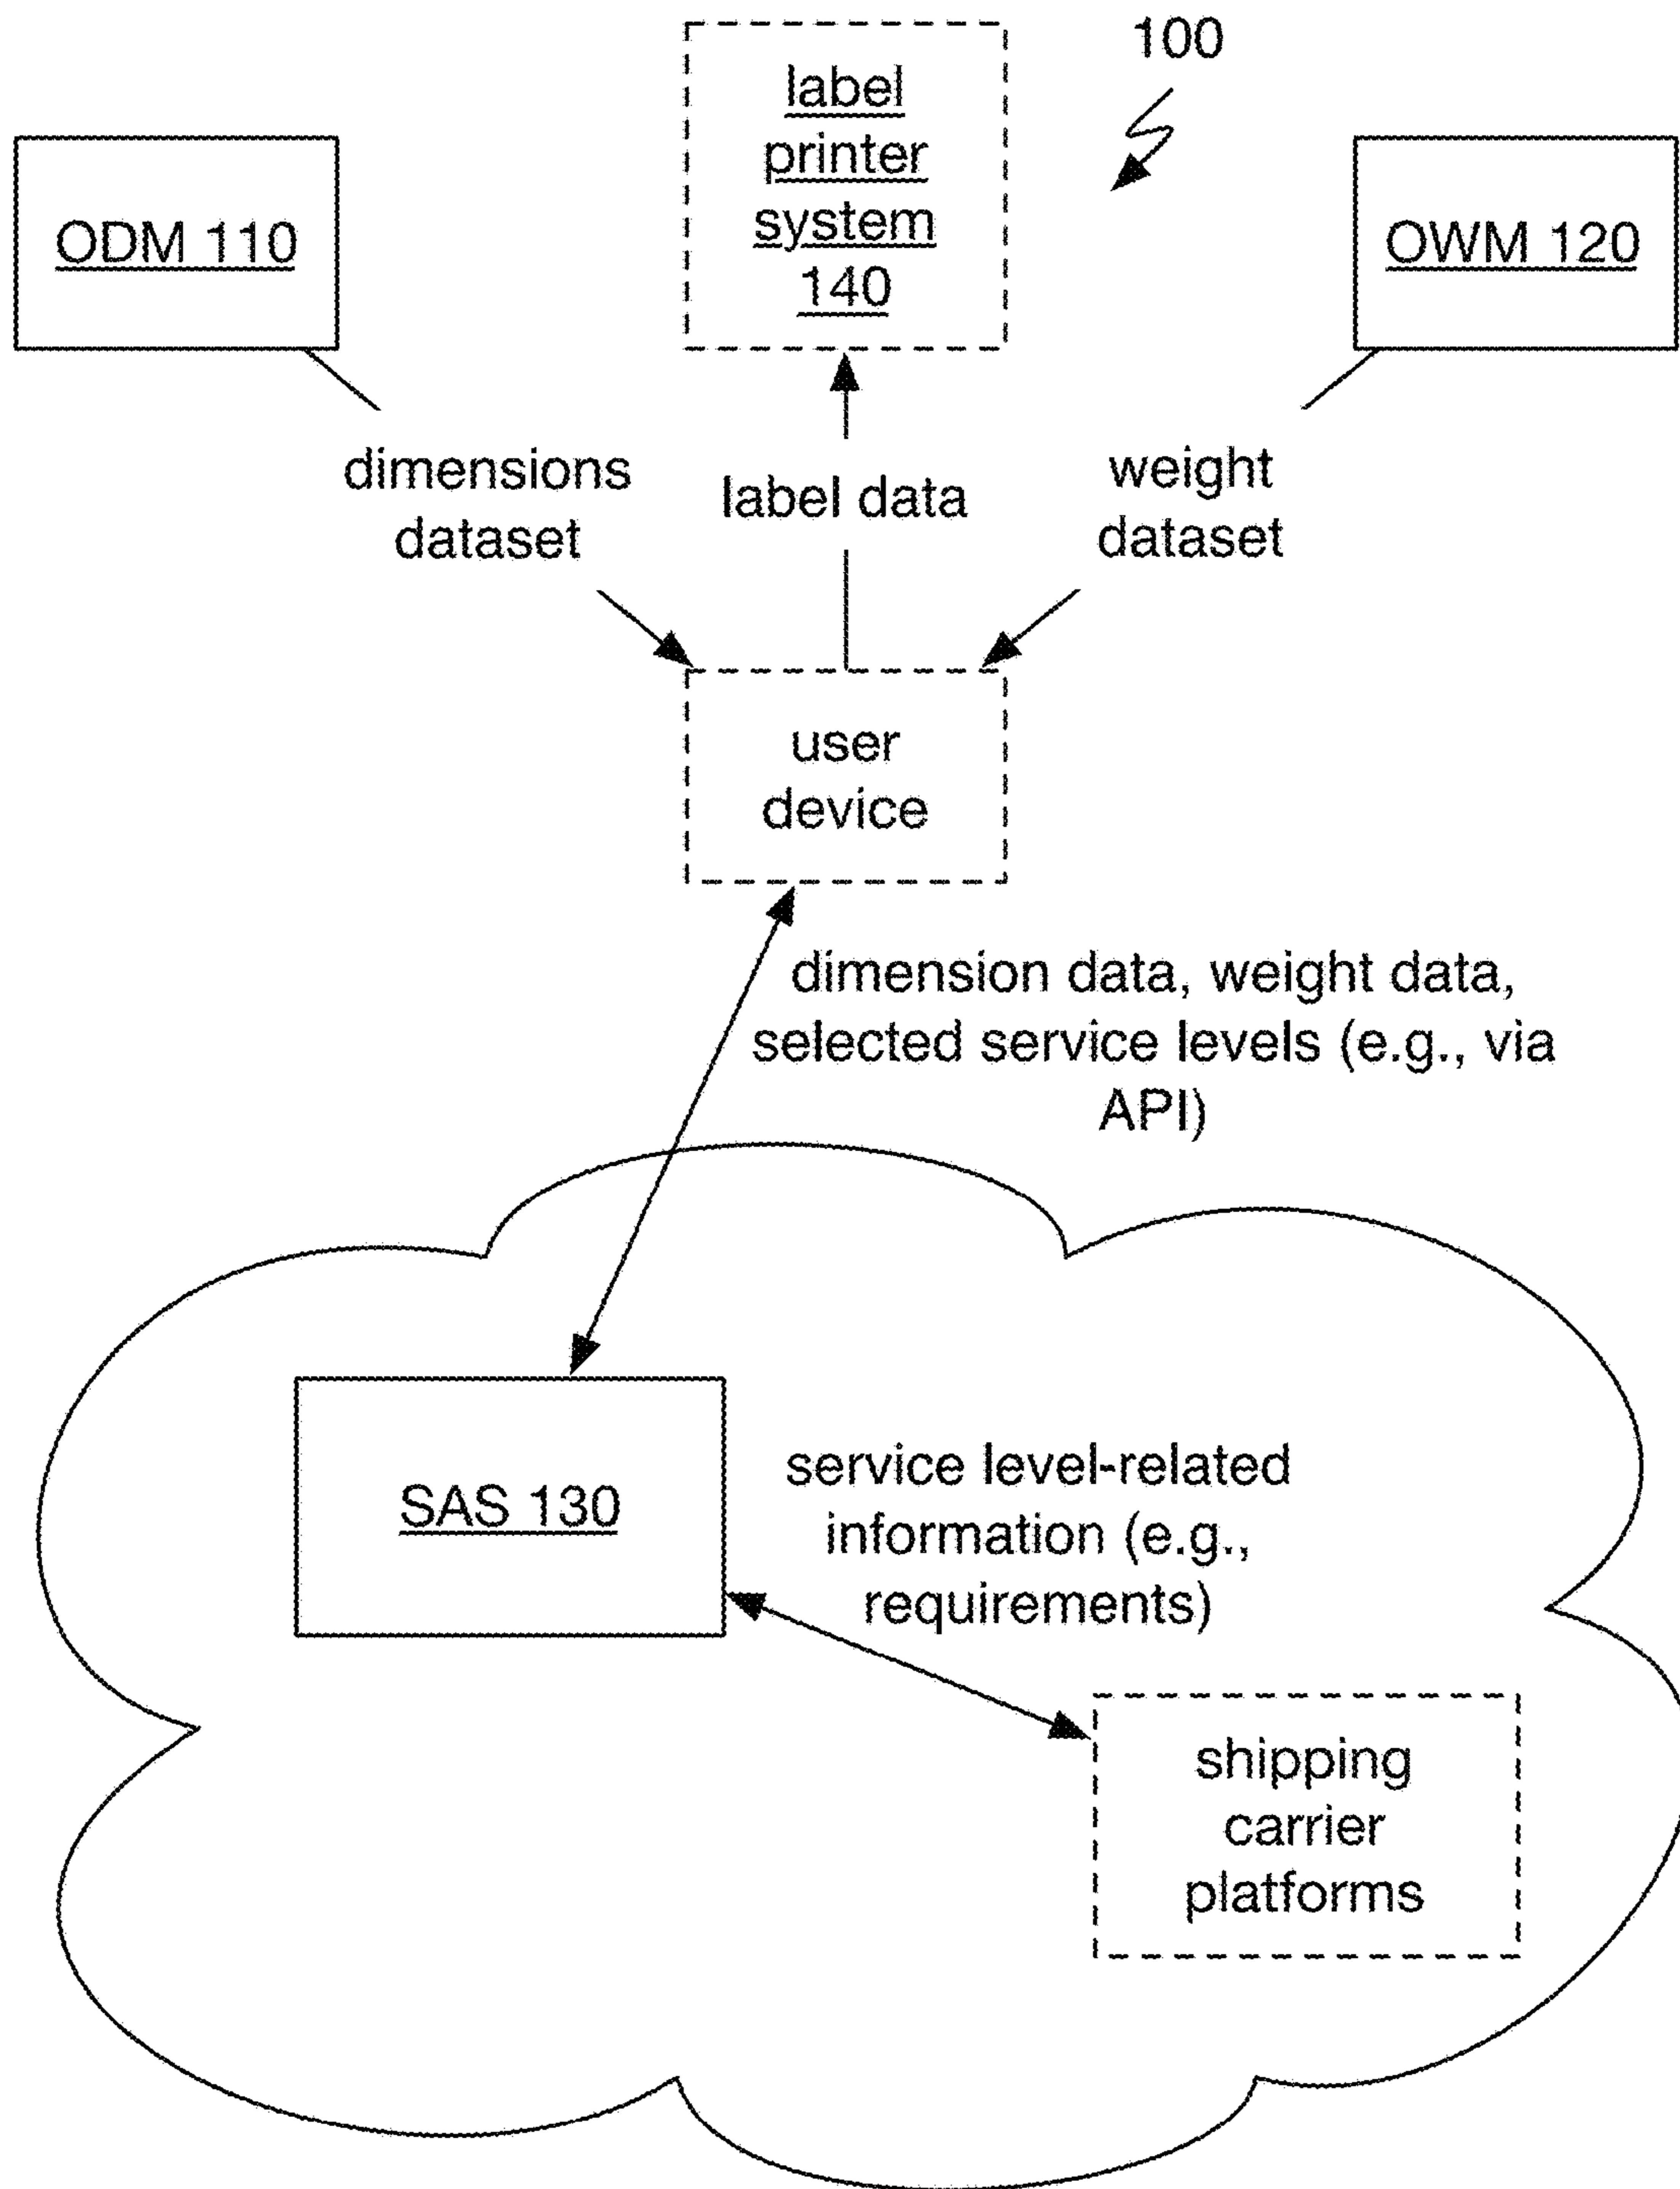 100
label
printer
system
140
ODM 110
OWM 120
dimensions
dataset
label data
weight
dataset
user
device
dimension data, weight data,
selected service levels (e.g., via
API)
SAS 130
service level-related
information (e.g.,
requirements)
shipping
carrier
platforms